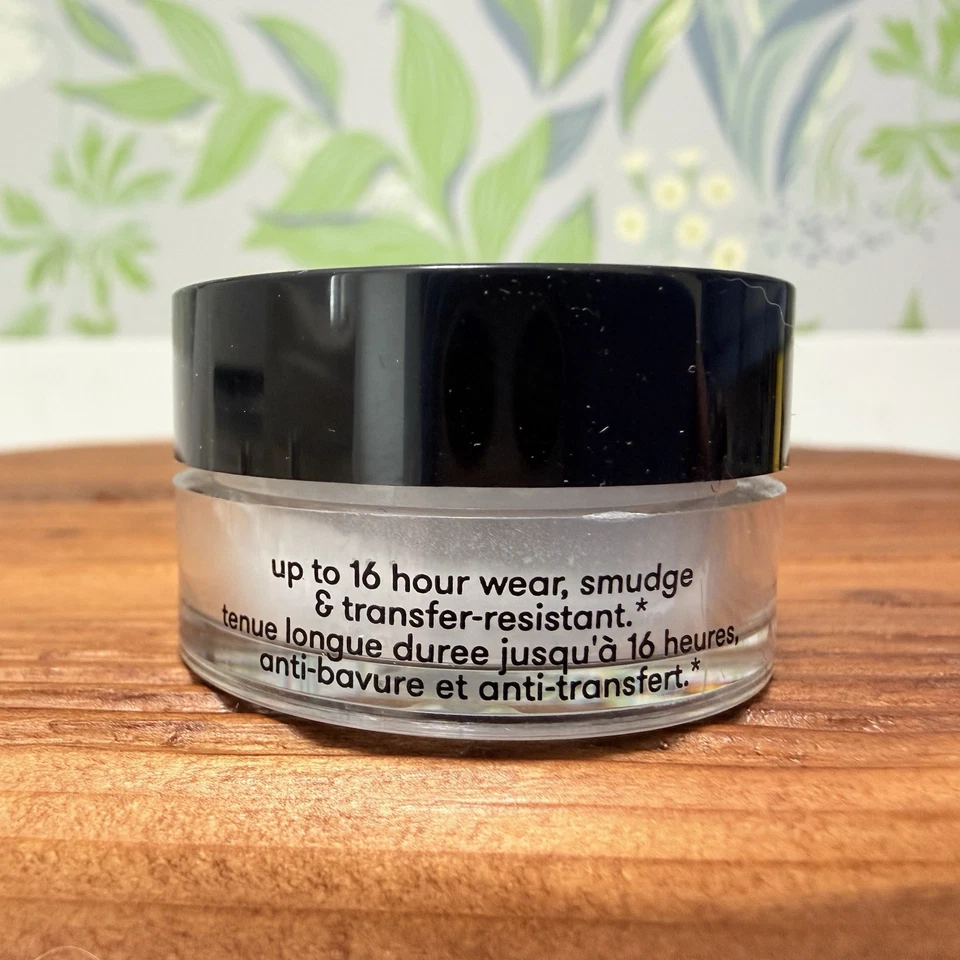 up to 16 hour wear, smudge
& transfer-resistant.*
tenue longue duree jusqu'à 16 heures,
anti-bavure et anti-transfert.*